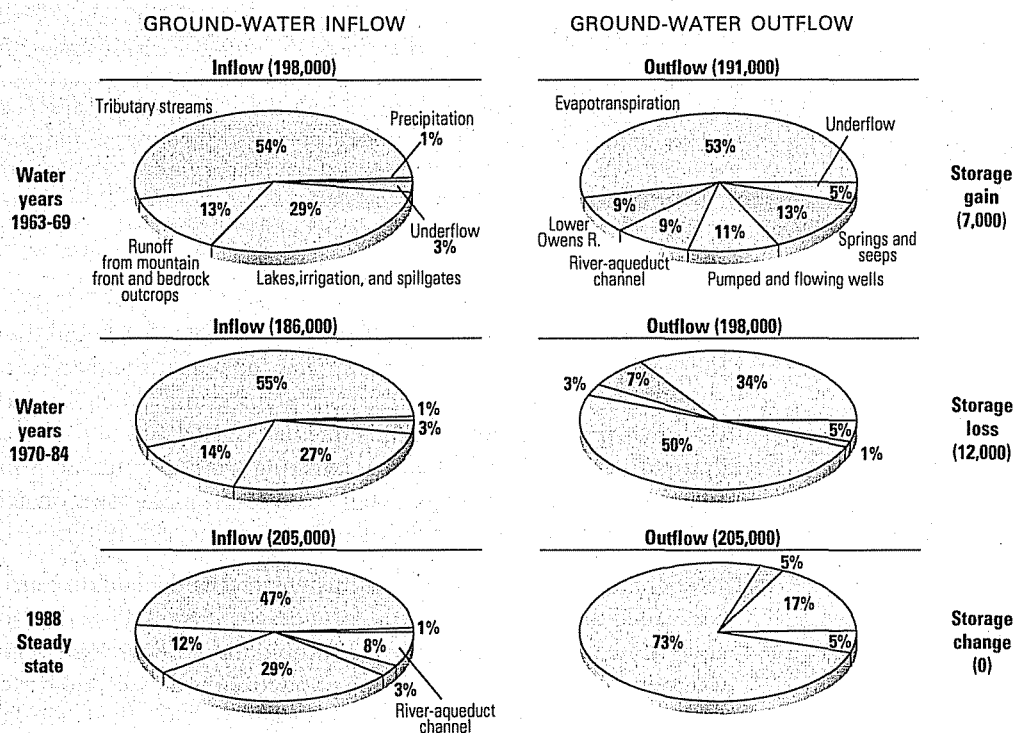 GROUND-WATER INFLOW
GROUND-WATER OUTFLOW
Inflow (198,000)
Outflow (191,000)
Water
years
1963-69
Tributary streams
54%
Precipitation
1%
Underflow
3%
29%
Lakes,irrigation, and spillgates
13%
Runoff
from mountain
front and bedrock
outcrops
Evapotranspiration
53%
Underflow
5%
13%
Springs and
seeps
11%
Pumped and flowing wells
9%
River-aqueduct
channel
9%
Lower
Owens R.
Storage
gain
(7,000)
Inflow (186,000)
Outflow (198,000)
Water
years
1970-84
55%
1%
3%
27%
14%
3%
7%
34%
5%
1%
50%
Storage
loss
(12,000)
Inflow (205,000)
Outflow (205,000)
1988
Steady
state
47%
1%
8%
3%
River-aqueduct
channel
29%
12%
5%
17%
5%
73%
Storage
change
(0)